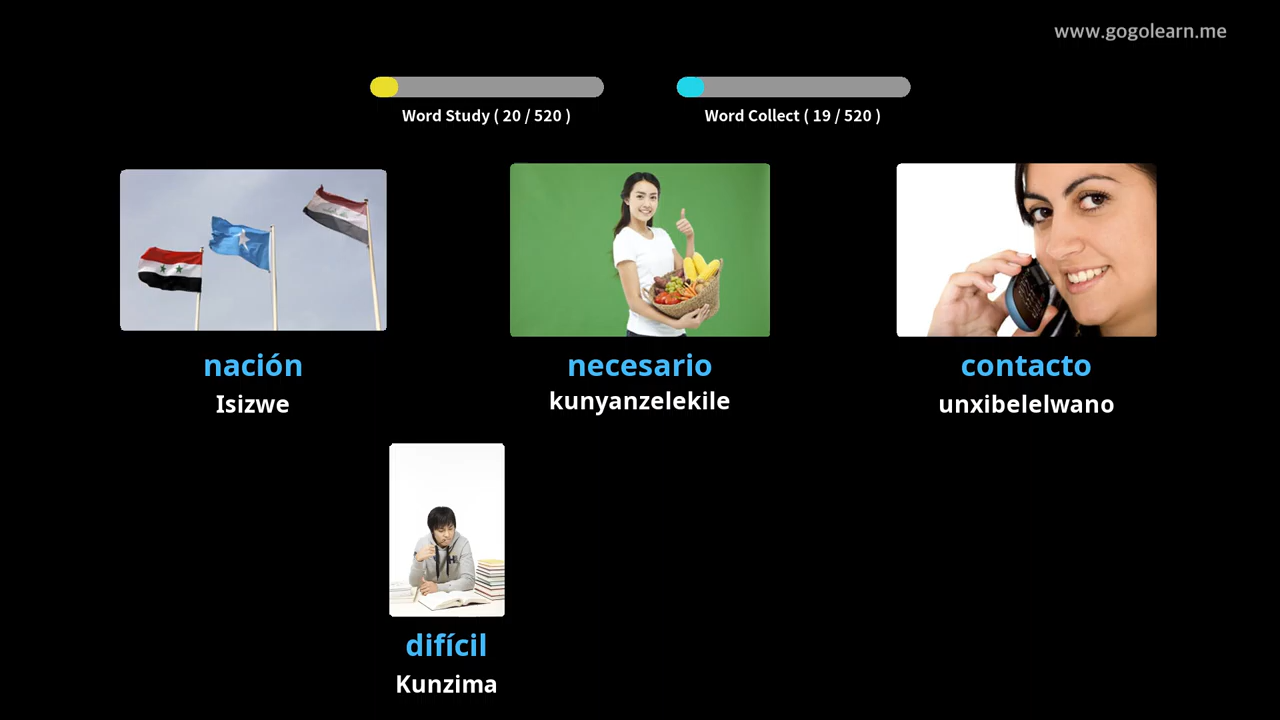 www.gogolearn.me
Word Study ( 20 / 520 )
Word Collect ( 19 / 520 )
nación
Isizwe
necesario
kunyanzelekile
contacto
unxibelelwano
difícil
Kunzima